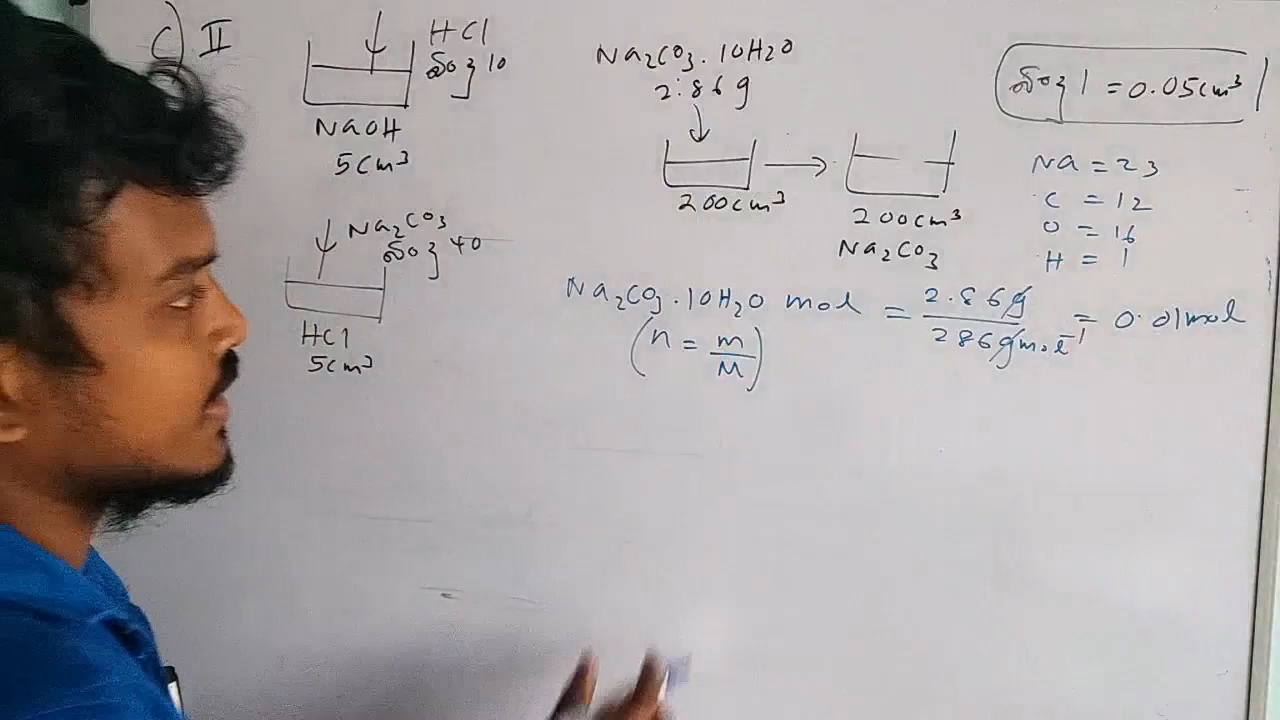 C) II
HCl
බිංදු 10
NaOH
5cm³
Na₂CO₃
බිංදු 40
HCl
5cm³
Na₂CO₃.10H₂O
2.86g
200cm³
200cm³
Na₂CO₃
බිංදු 1 = 0.05cm³
Na = 23
C = 12
O = 16
H = 1
Na₂CO₃.10H₂O mol = 2.86g / 286gmol⁻¹ = 0.01mol
(n = m / M)